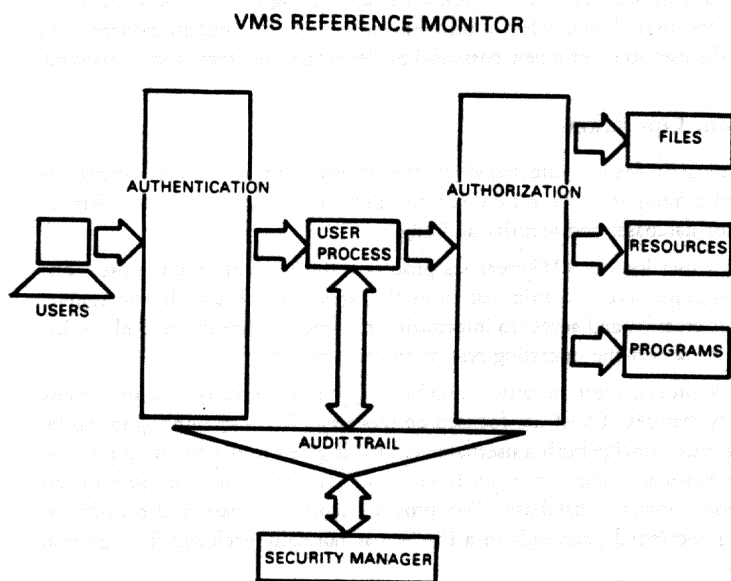 VMS REFERENCE MONITOR
FILES
AUTHENTICATION
AUTHORIZATION
USER
PROCESS
RESOURCES
USERS
PROGRAMS
AUDIT TRAIL
SECURITY MANAGER